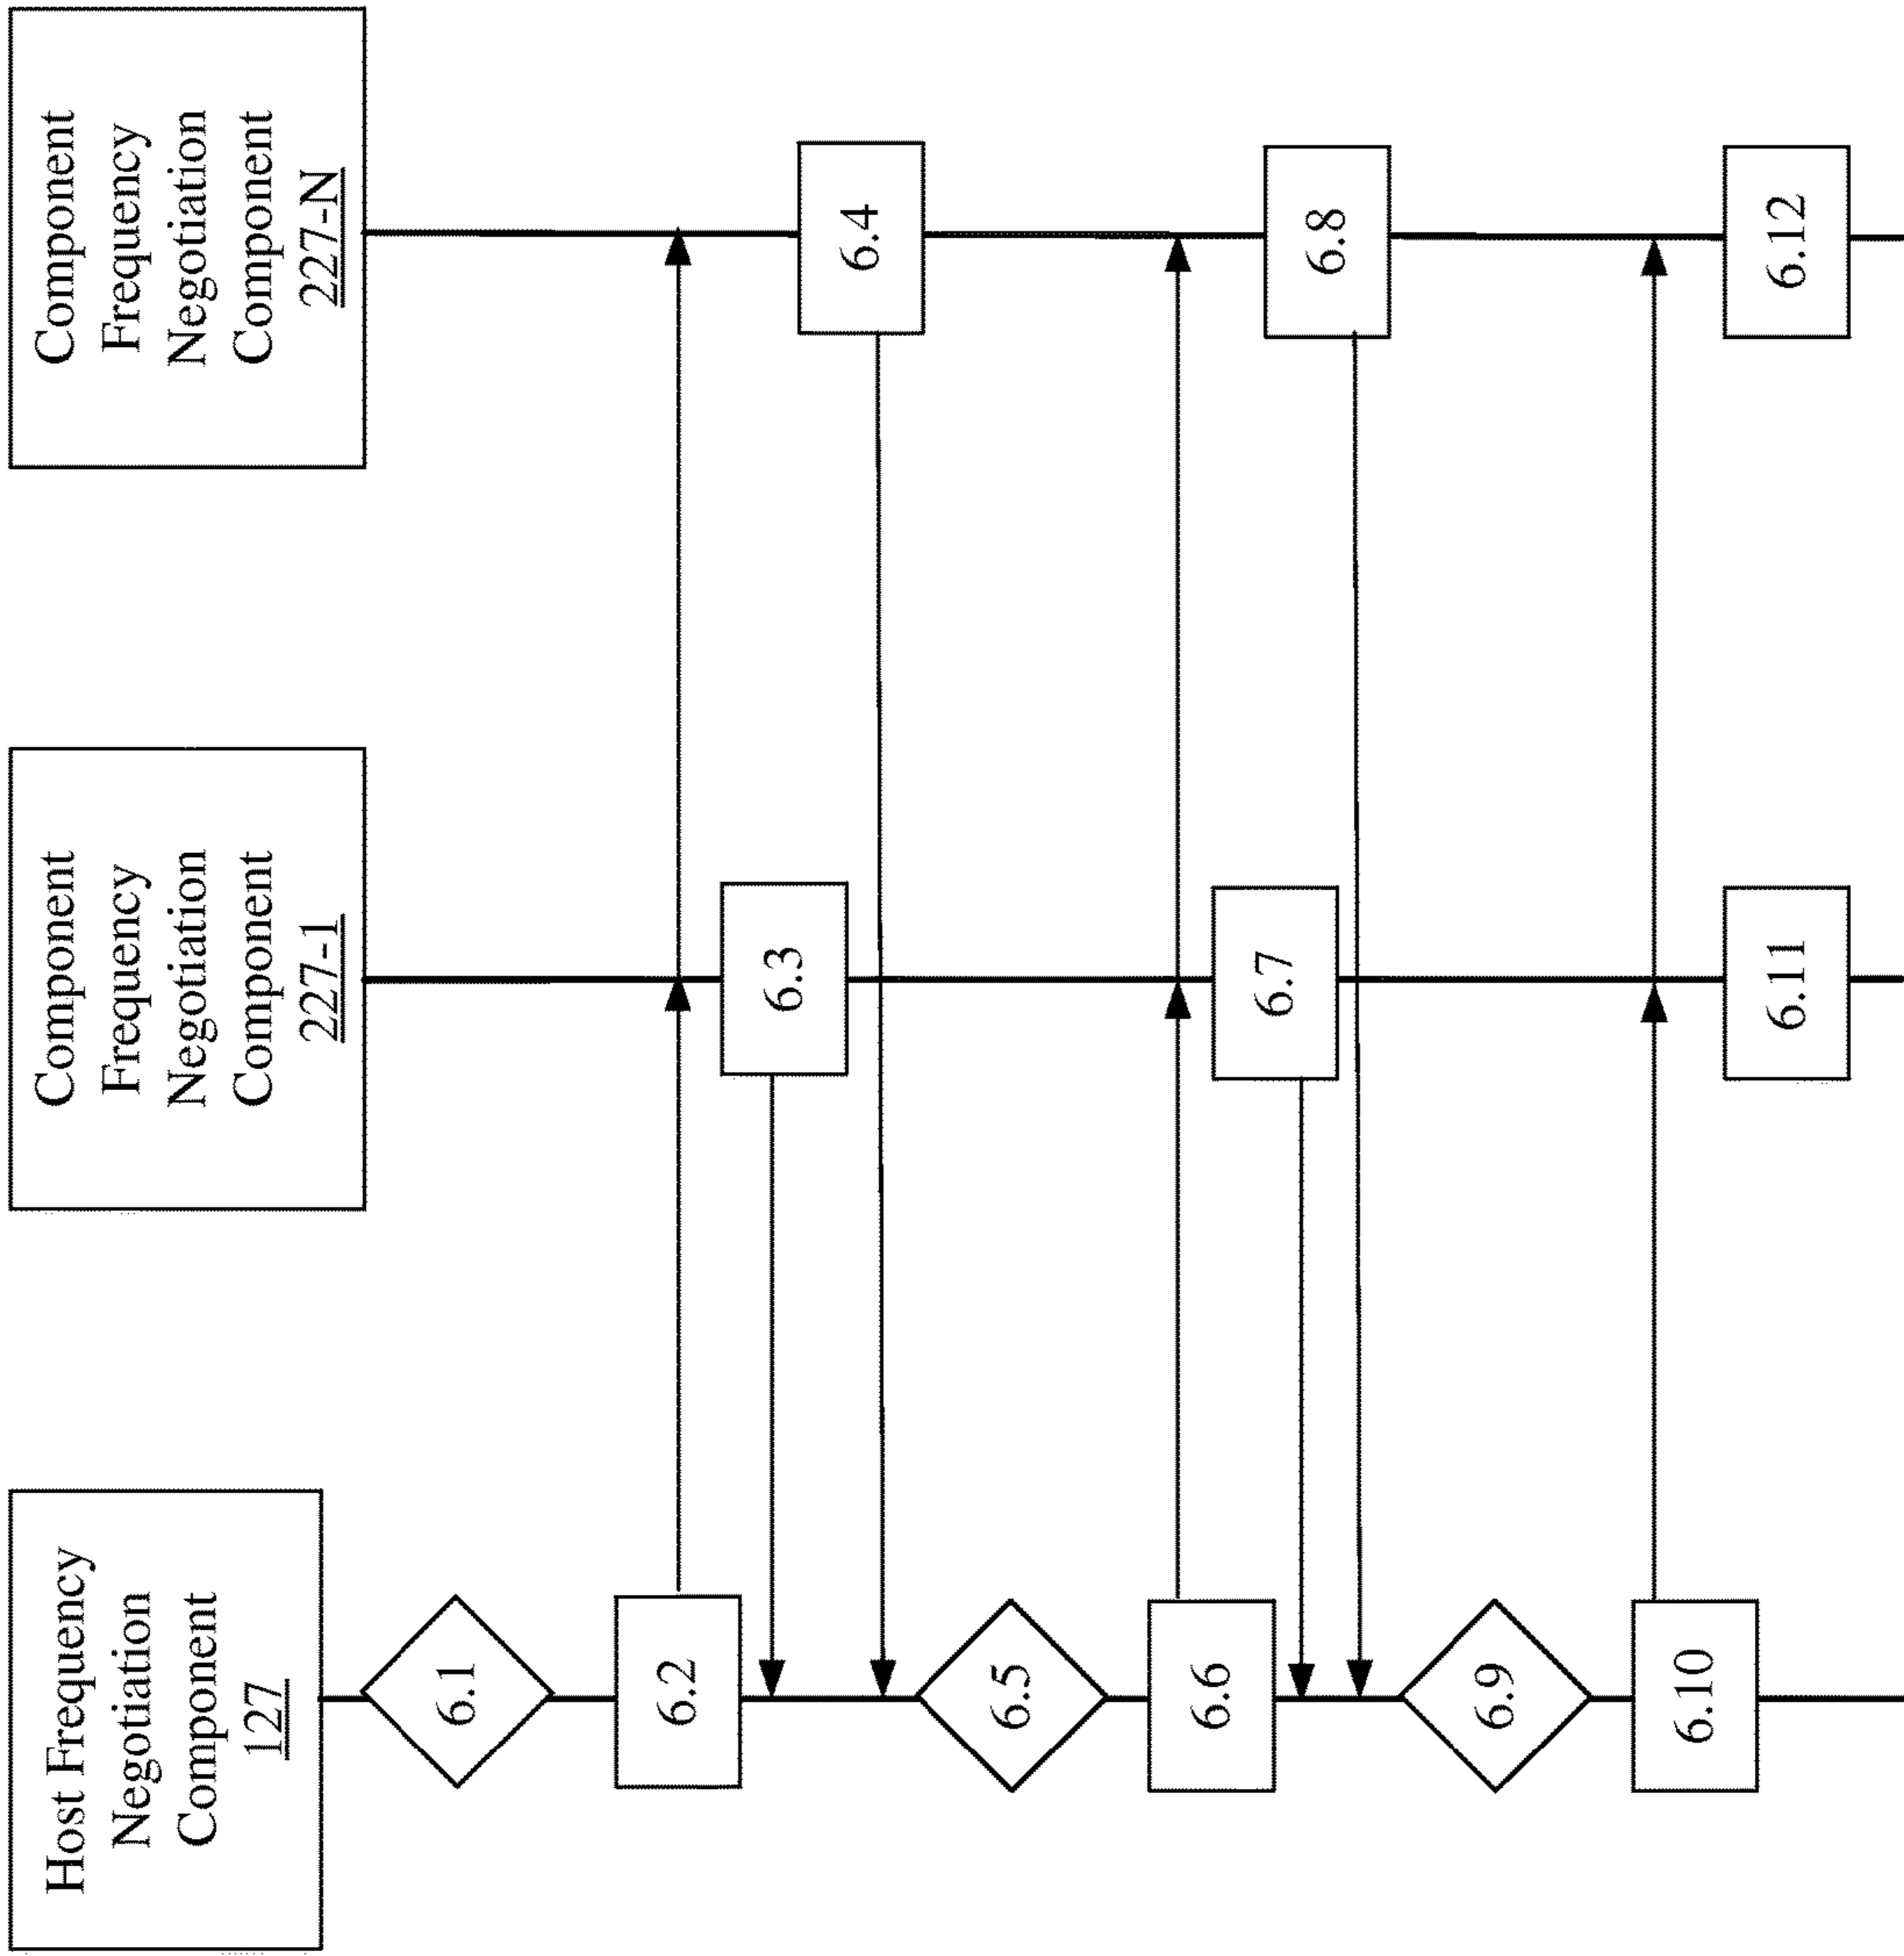 Host Frequency
Negotiation
Component
127
Component
Frequency
Negotiation
Component
227-1
Component
Frequency
Negotiation
Component
227-N
6.1
6.2
6.3
6.4
6.5
6.6
6.7
6.8
6.9
6.10
6.11
6.12